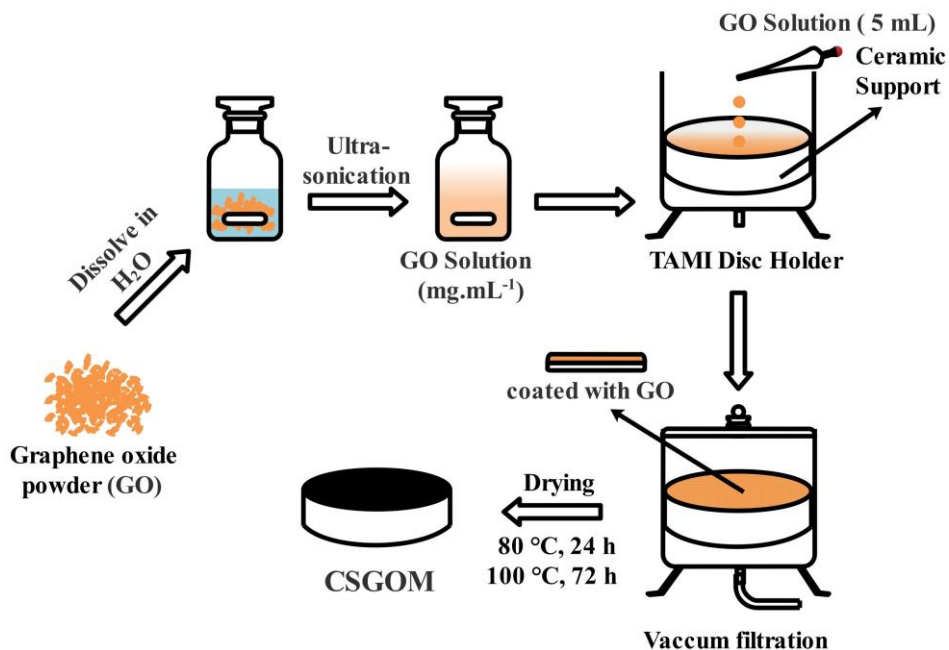 GO Solution ( 5 mL)
Ceramic
Support
Ultra-
sonication
Dissolve in
H₂O
GO Solution
(mg.mL⁻¹)
TAMI Disc Holder
coated with GO
Graphene oxide
powder (GO)
Drying
80 °C, 24 h
100 °C, 72 h
CSGOM
Vaccum filtration